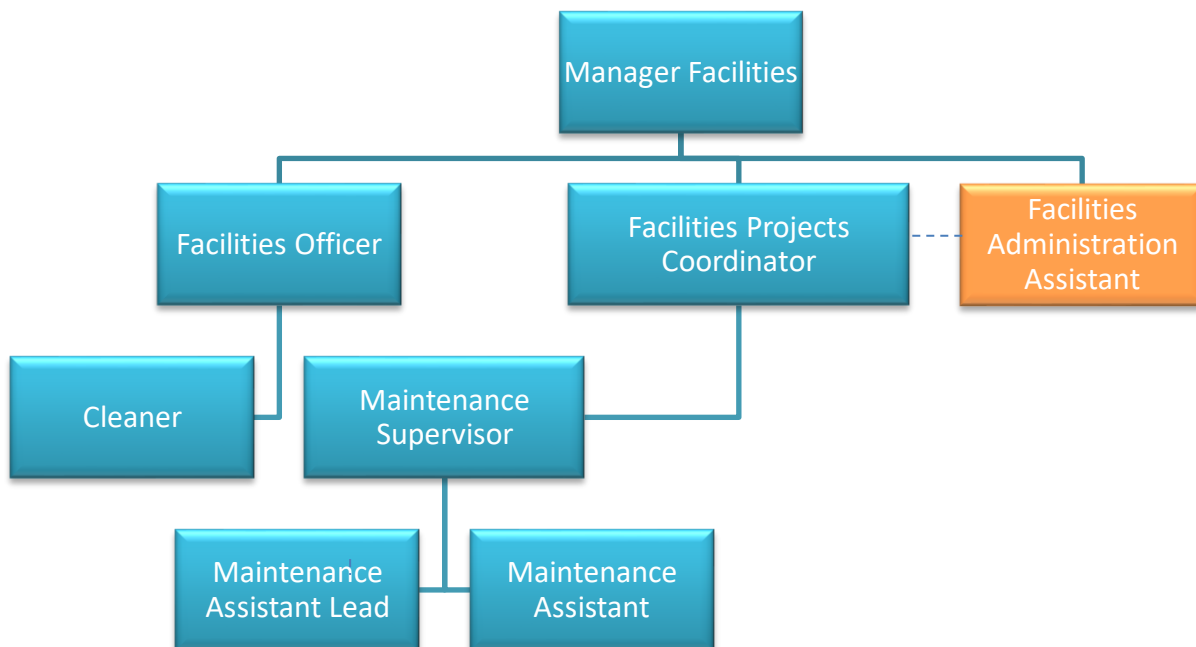 Manager Facilities
Facilities Officer
Facilities Projects
Coordinator
Facilities
Administration
Assistant
Cleaner
Maintenance
Supervisor
Maintenance
Assistant Lead
Maintenance
Assistant